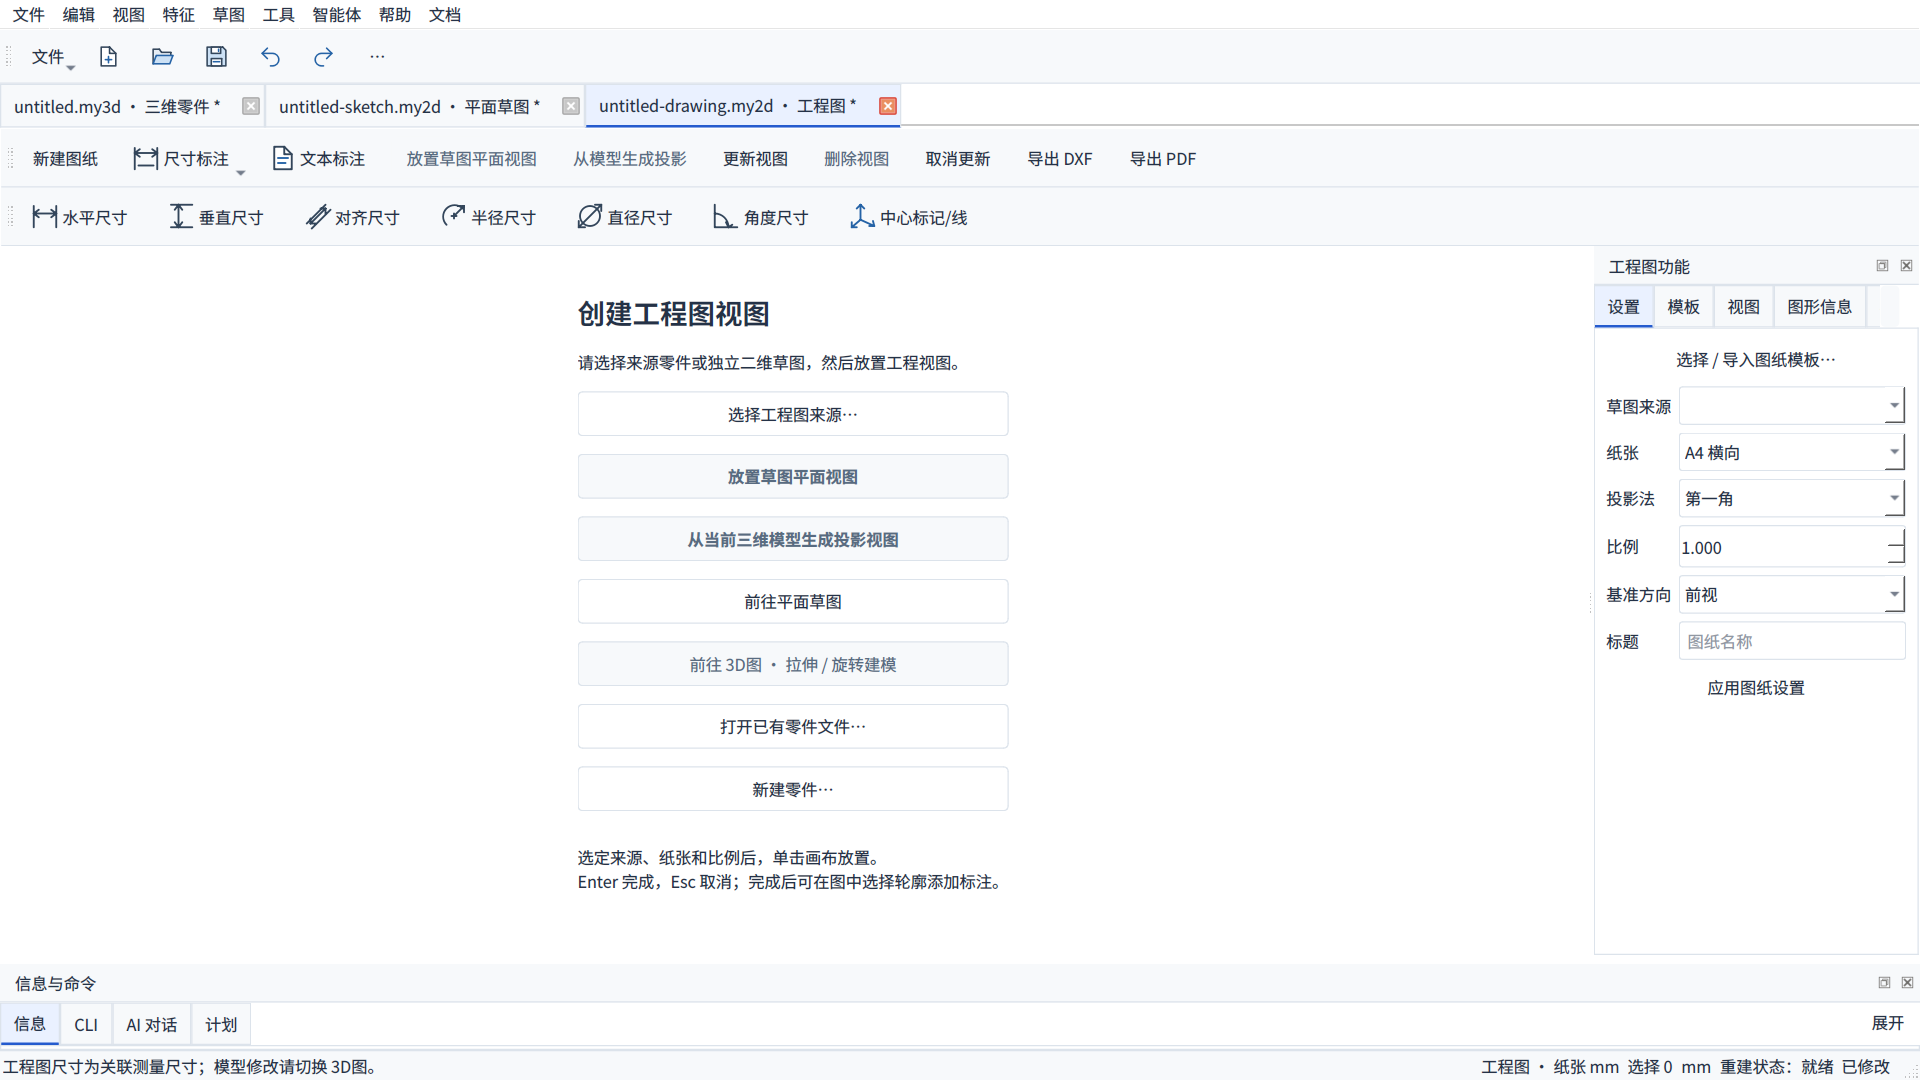 文件 编辑 视图 特征 草图 工具 智能体 帮助 文档
文件 ···
untitled.my3d • 三维零件 * untitled-sketch.my2d • 平面草图 * untitled-drawing.my2d • 工程图 *
新建图纸 尺寸标注 文本标注 放置草图平面视图 从模型生成投影 更新视图 删除视图 取消更新 导出 DXF 导出 PDF
水平尺寸 垂直尺寸 对齐尺寸 半径尺寸 直径尺寸 角度尺寸 中心标记/线
工程图功能
设置 模板 视图 图形信息
选择 / 导入图纸模板…
草图来源
纸张 A4 横向
投影法 第一角
比例 1.000
基准方向 前视
标题 图纸名称
应用图纸设置
创建工程图视图
请选择来源零件或独立二维草图，然后放置工程视图。
选择工程图来源…
放置草图平面视图
从当前三维模型生成投影视图
前往平面草图
前往 3D图 • 拉伸 / 旋转建模
打开已有零件文件…
新建零件…
选定来源、纸张和比例后，单击画布放置。
Enter 完成，Esc 取消；完成后可在图中选择轮廓添加标注。
信息与命令
信息 CLI AI 对话 计划 展开
工程图尺寸为关联测量尺寸；模型修改请切换 3D图。 工程图 • 纸张 mm 选择 0 mm 重建状态：就绪 已修改